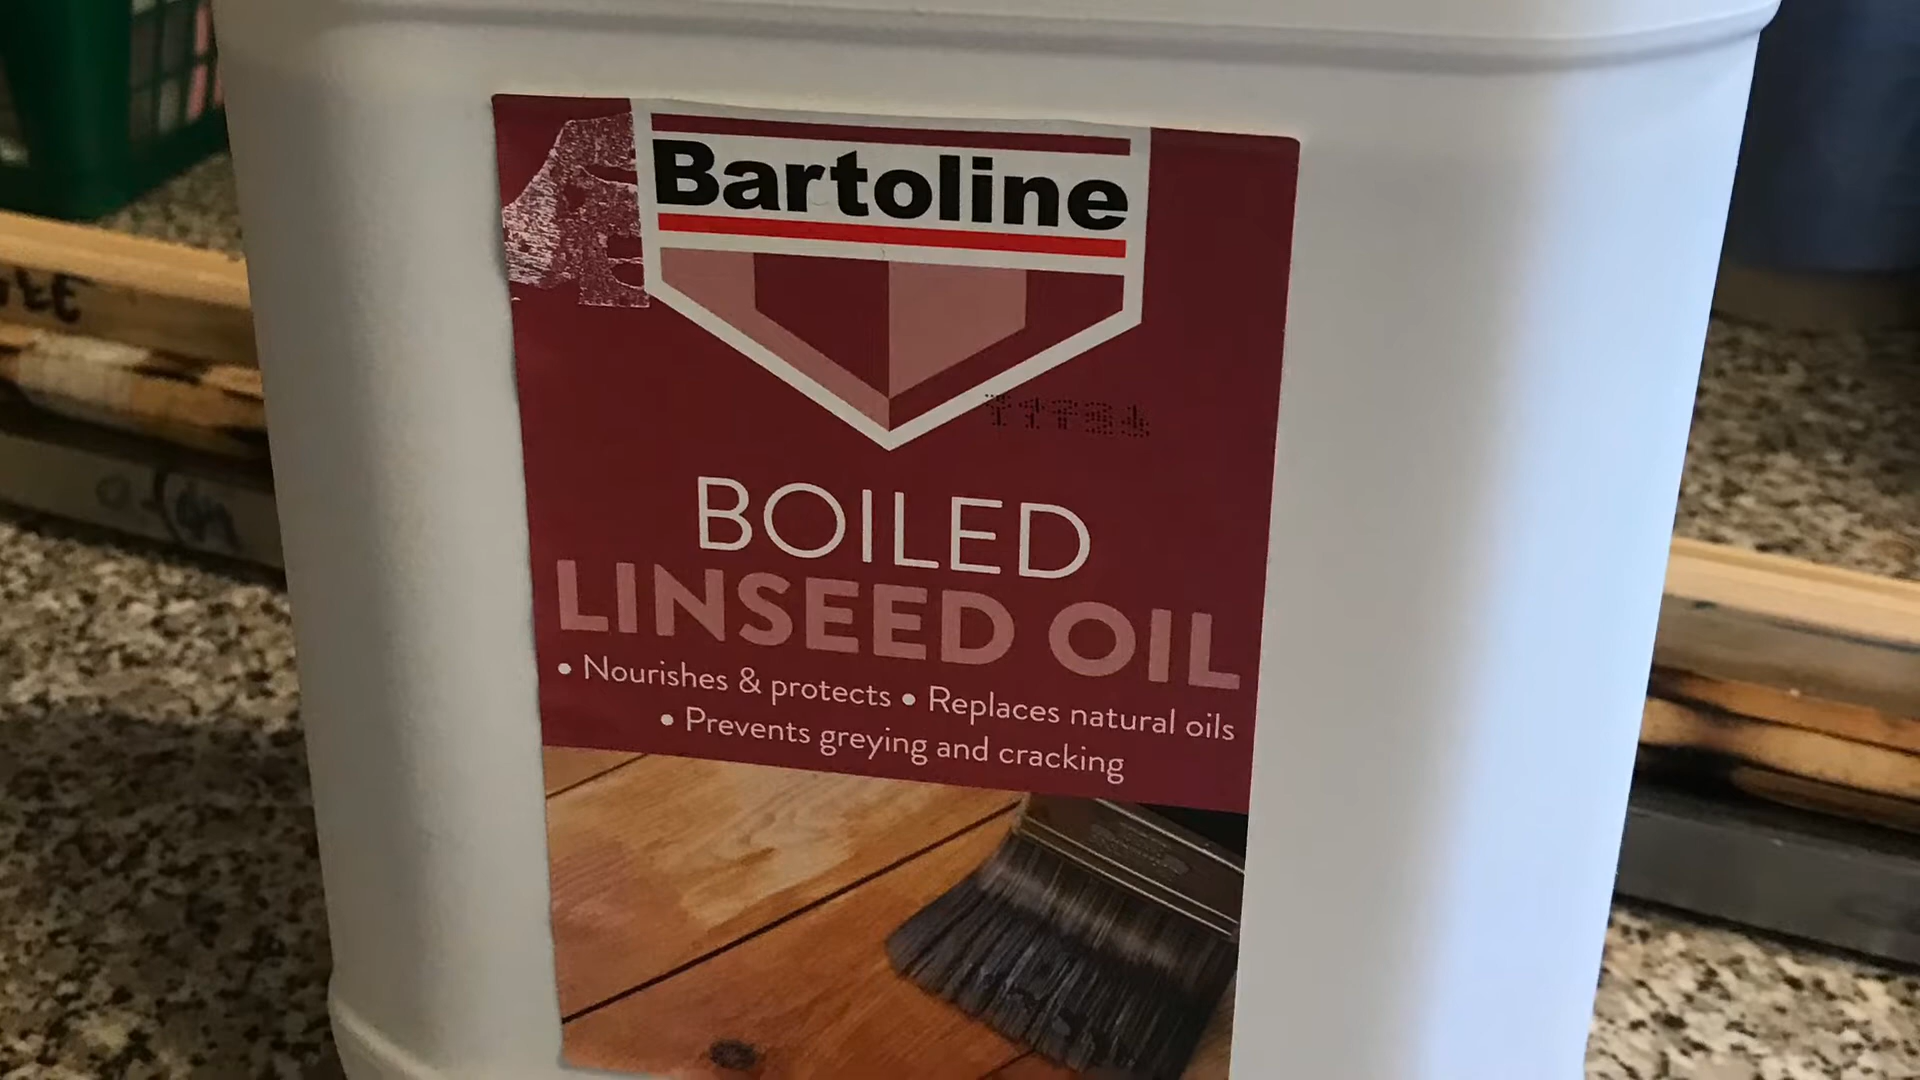 Bartoline
BOILED
LINSEED OIL
• Nourishes & protects • Replaces natural oils
• Prevents greying and cracking